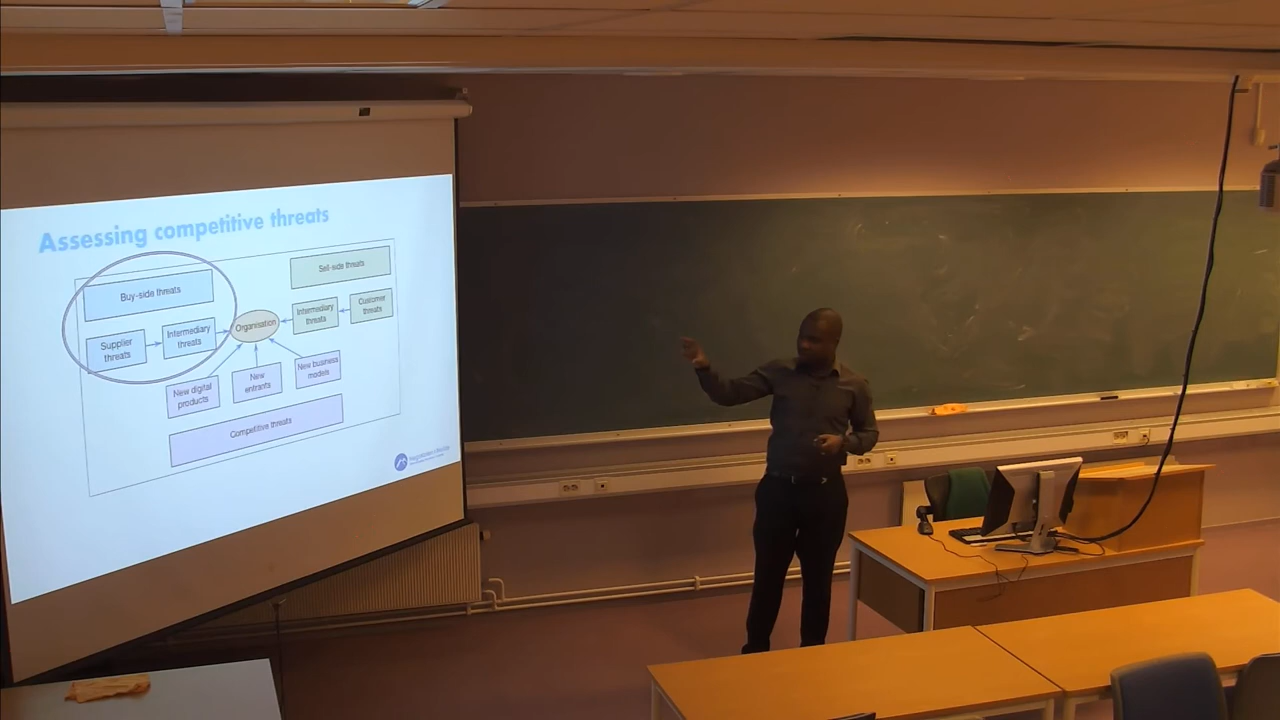 Assessing competitive threats
Buy-side threats
Sell-side threats
Supplier
threats
Intermediary
threats
Organisation
Intermediary
threats
Customer
threats
New digital
products
New
entrants
New business
models
Competitive threats